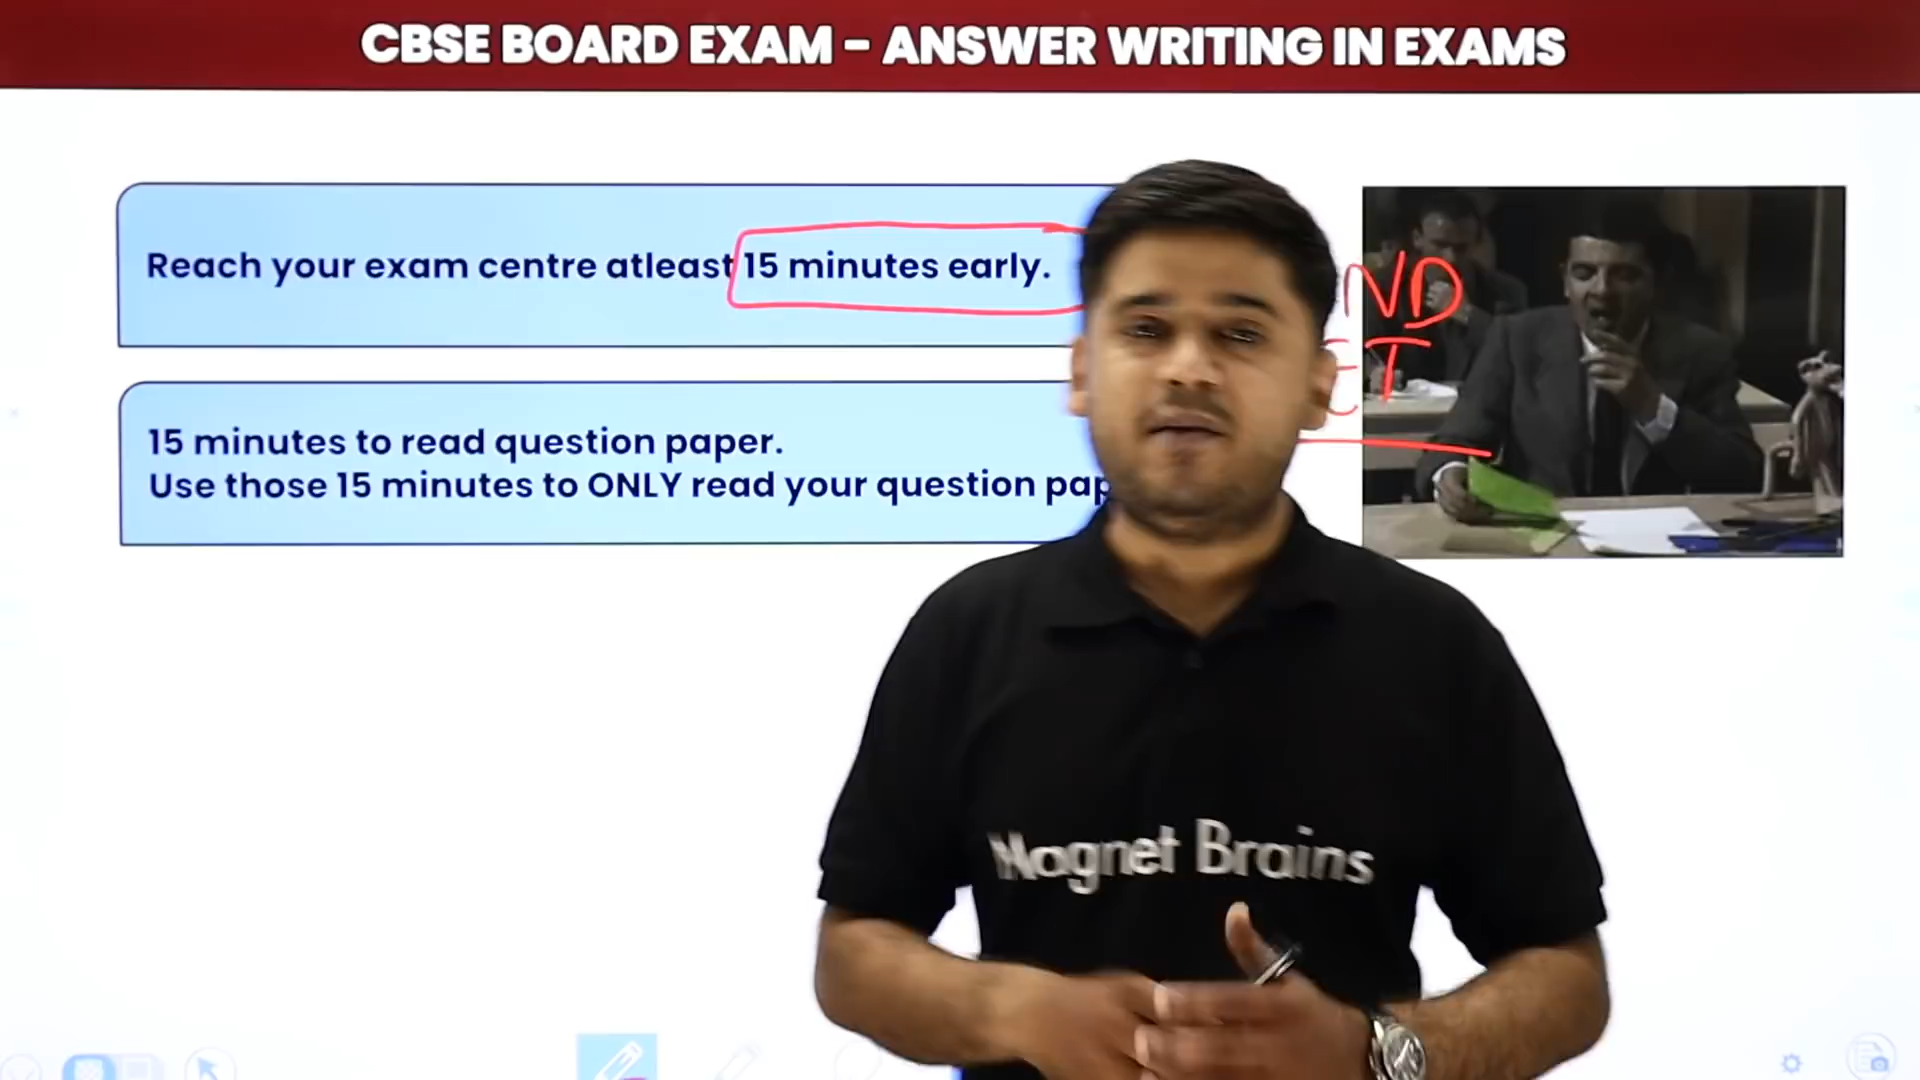 CBSE BOARD EXAM - ANSWER WRITING IN EXAMS
Reach your exam centre atleast 15 minutes early.
15 minutes to read question paper.
Use those 15 minutes to ONLY read your question
Magnet Brains